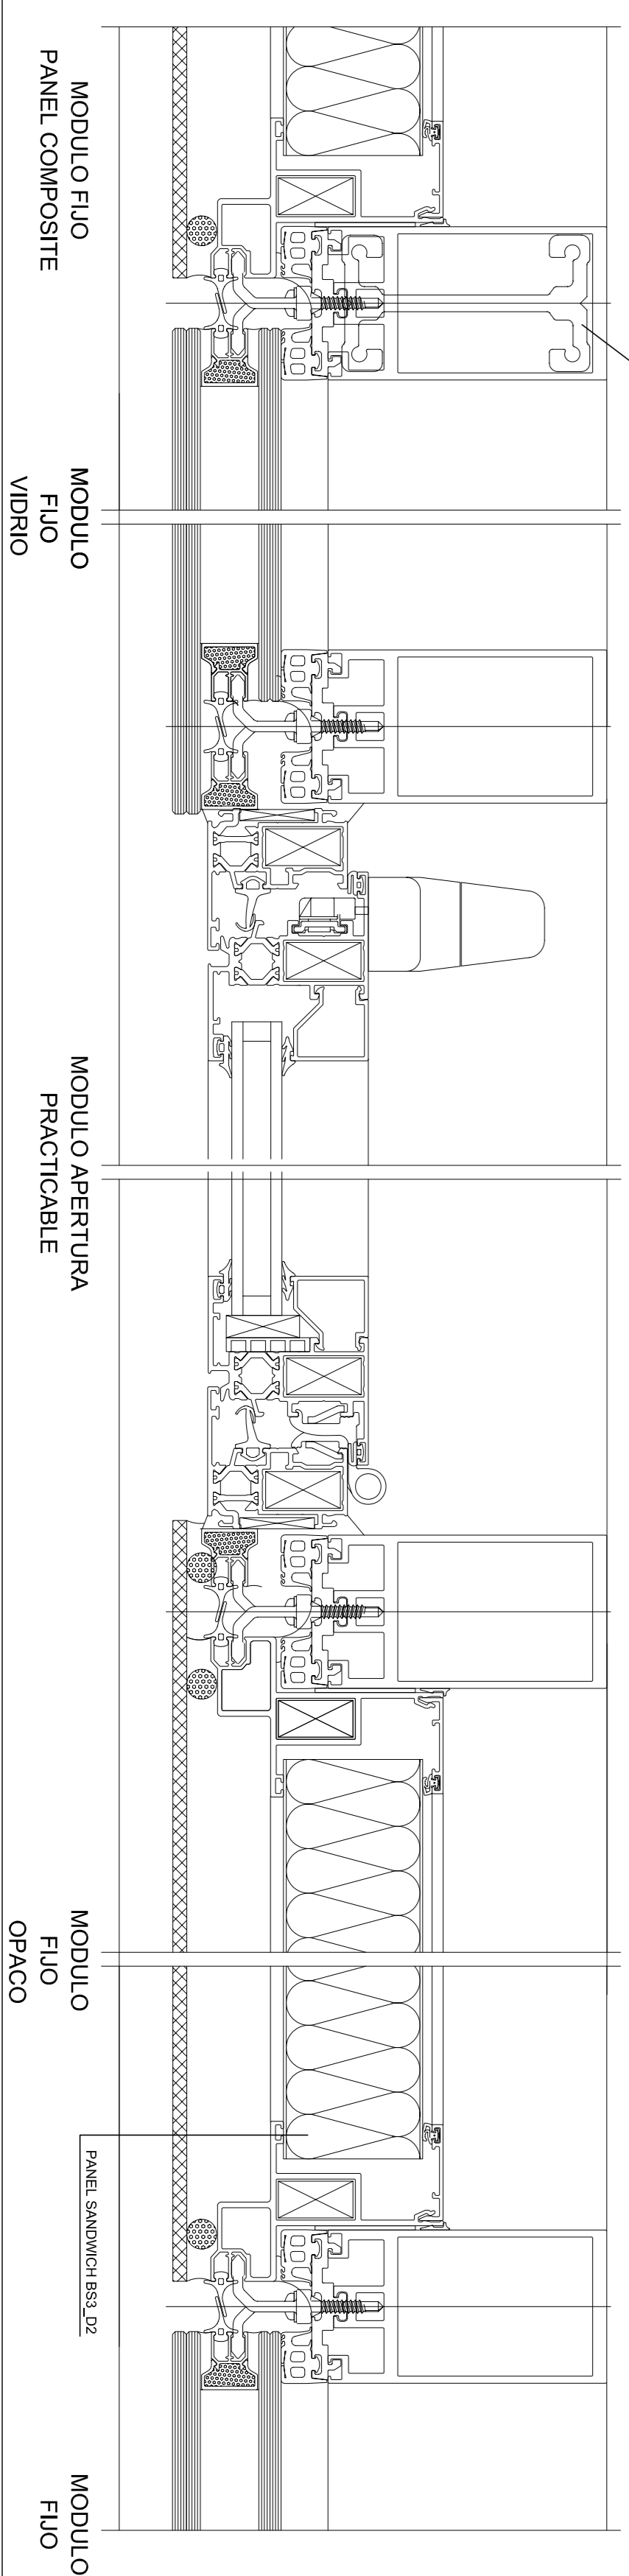 MODULO FIJO
PANEL COMPOSITE
MODULO
FIJO
VIDRIO
MODULO APERTURA
PRACTICABLE
MODULO
FIJO
OPACO
PANEL SANDWICH BS3_D2
MODULO
FIJO